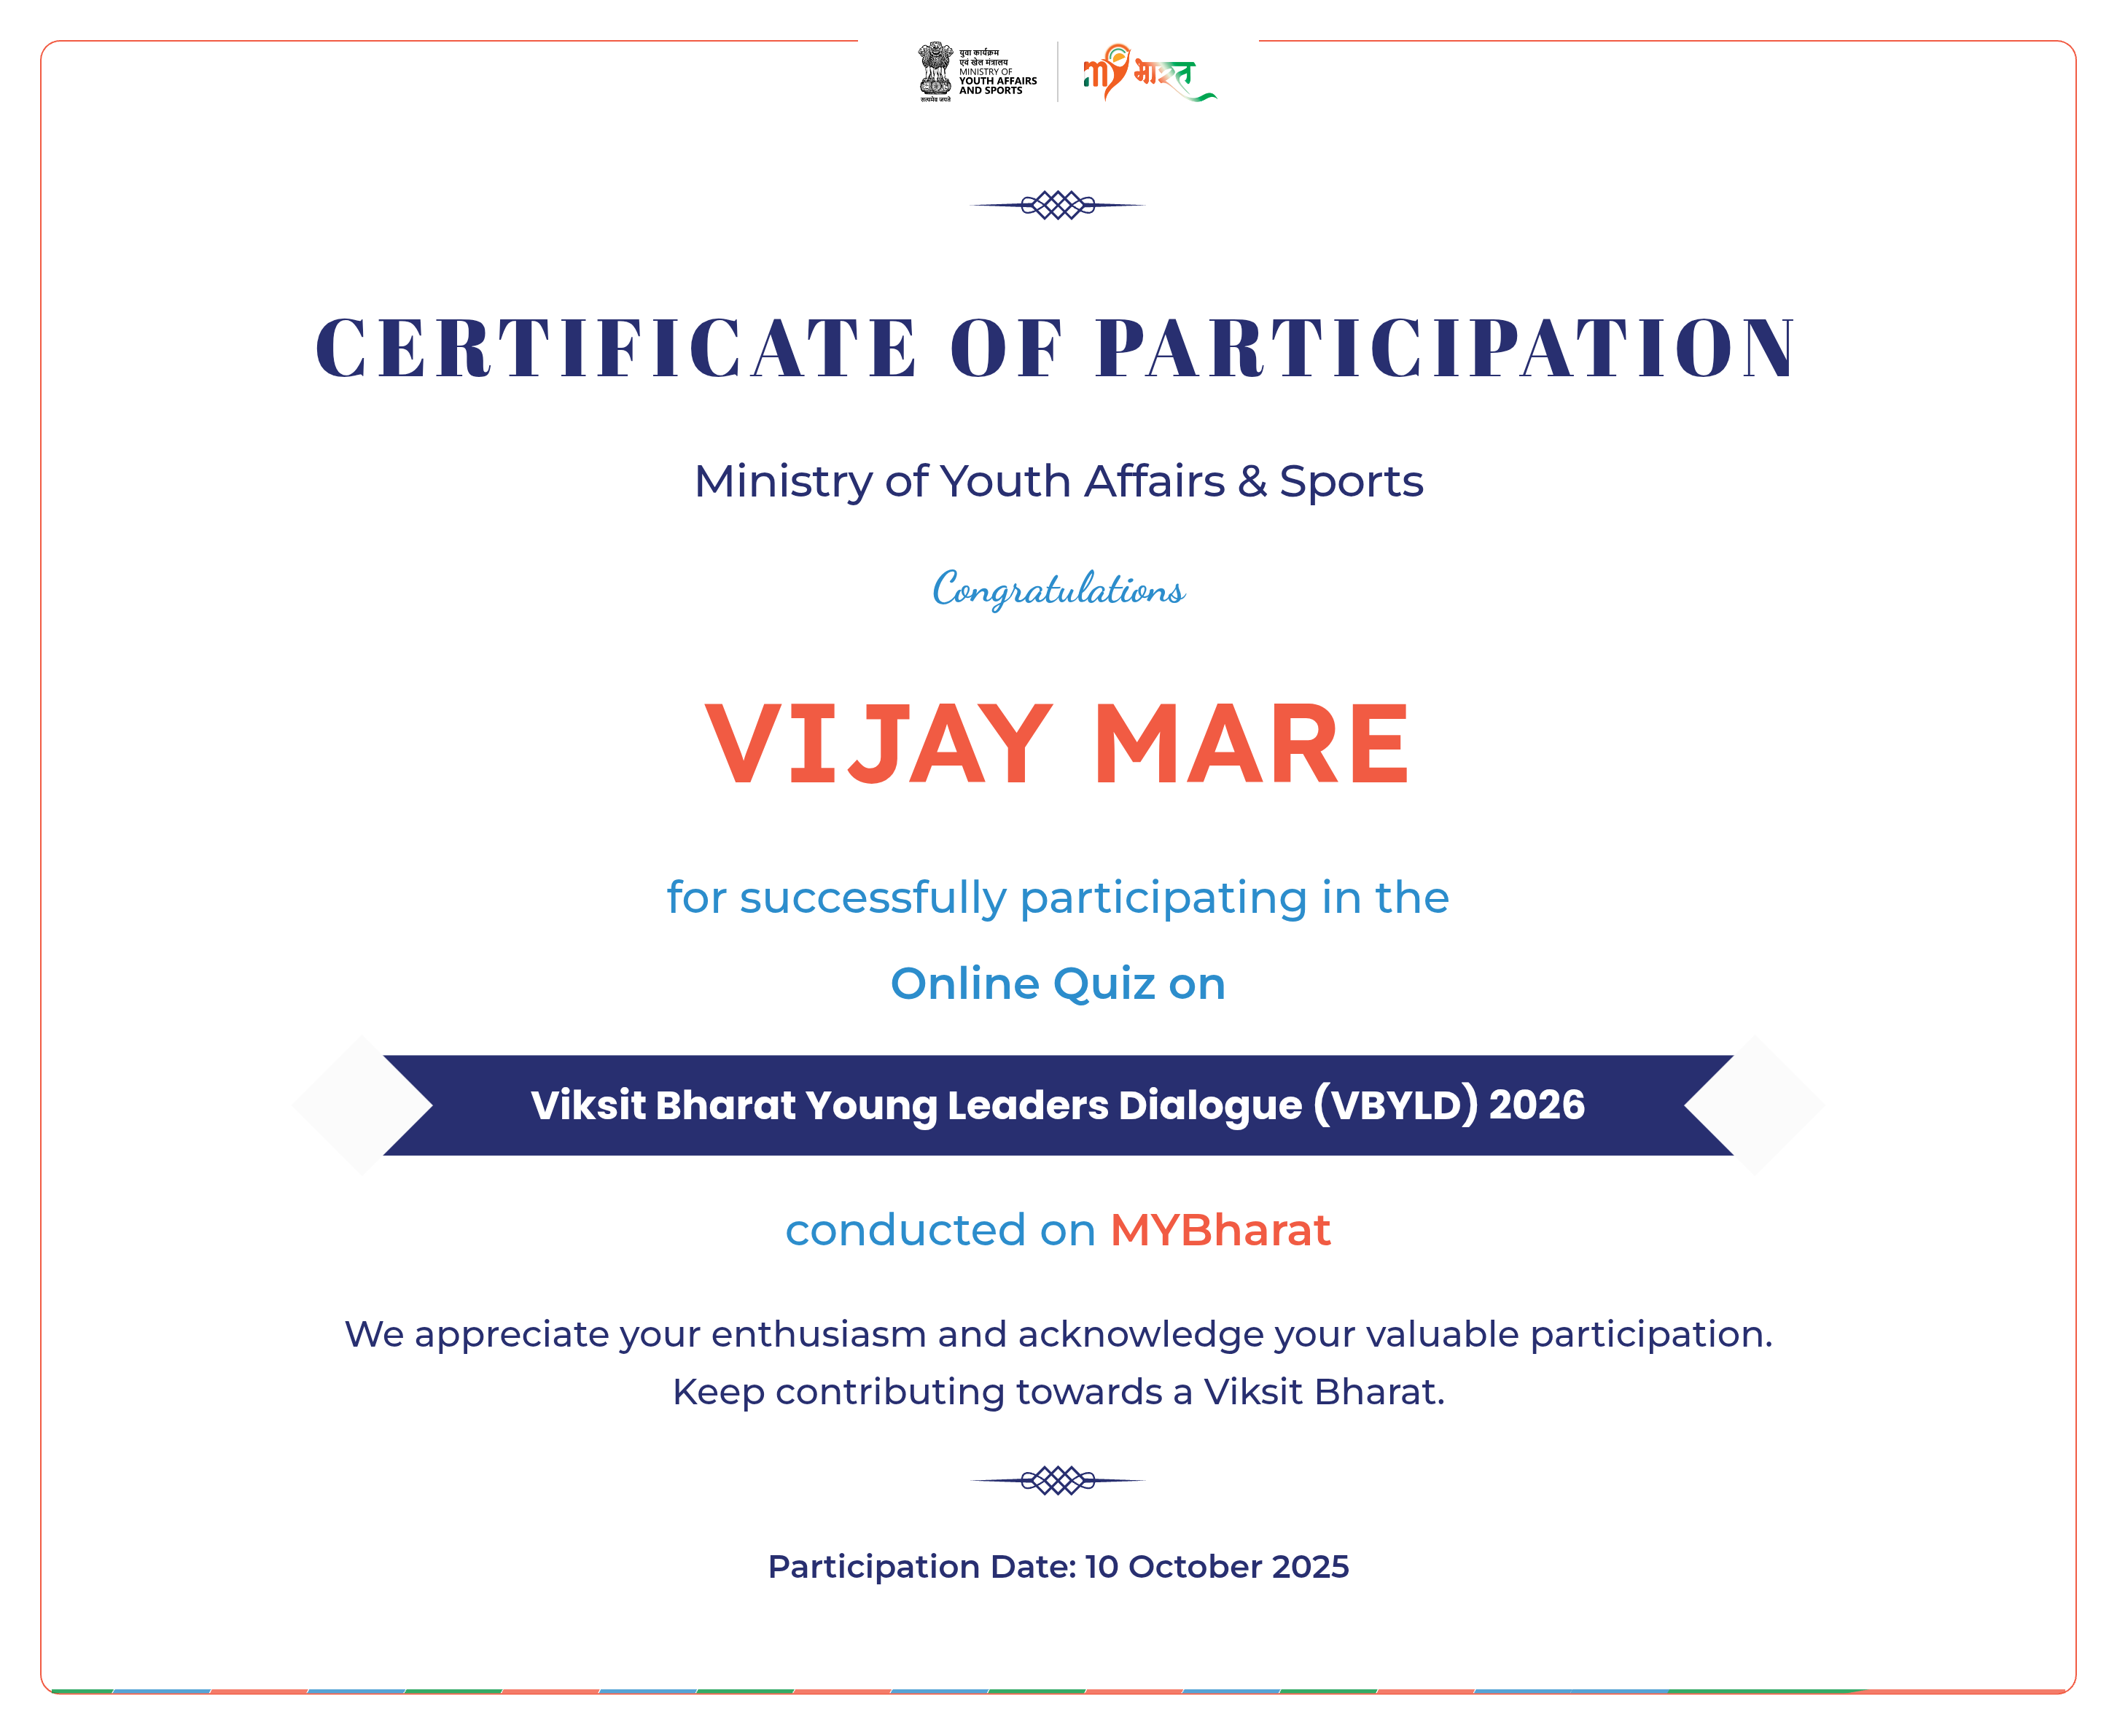 युवा कार्यक्रम
एवं खेल मंत्रालय
MINISTRY OF
YOUTH AFFAIRS
AND SPORTS
सत्यमेव जयते
my भारत
CERTIFICATE OF PARTICIPATION
Ministry of Youth Affairs & Sports
Congratulations
VIJAY MARE
for successfully participating in the
Online Quiz on
Viksit Bharat Young Leaders Dialogue (VBYLD) 2026
conducted on MYBharat
We appreciate your enthusiasm and acknowledge your valuable participation.
Keep contributing towards a Viksit Bharat.
Participation Date: 10 October 2025